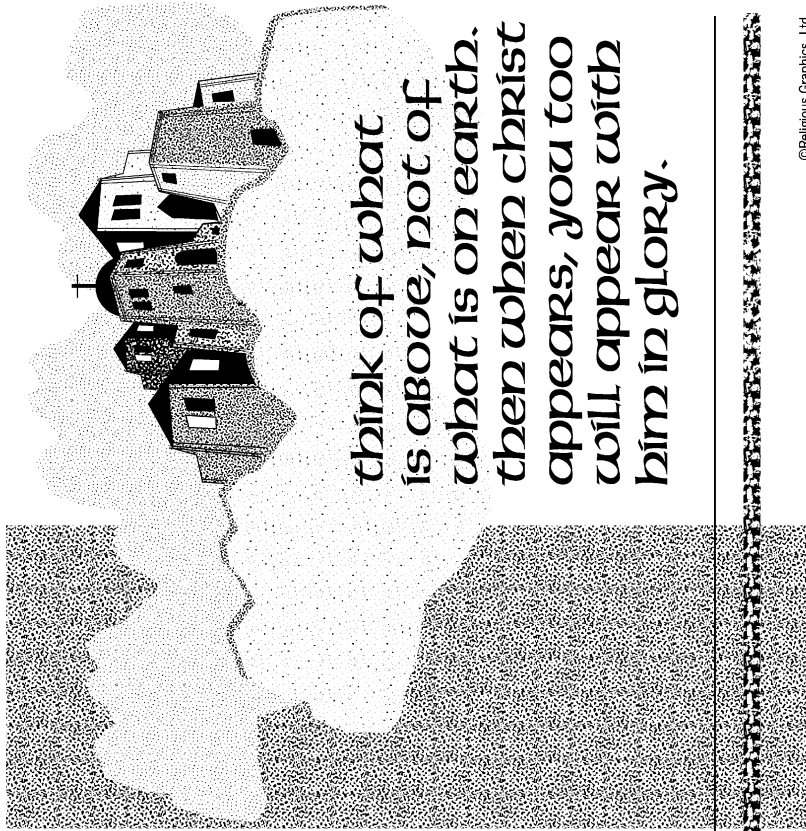 think of what
is above, not of
what is on earth.
then when christ
appears, you too
will appear with
him in glory.
©Religious Graphics, Ltd